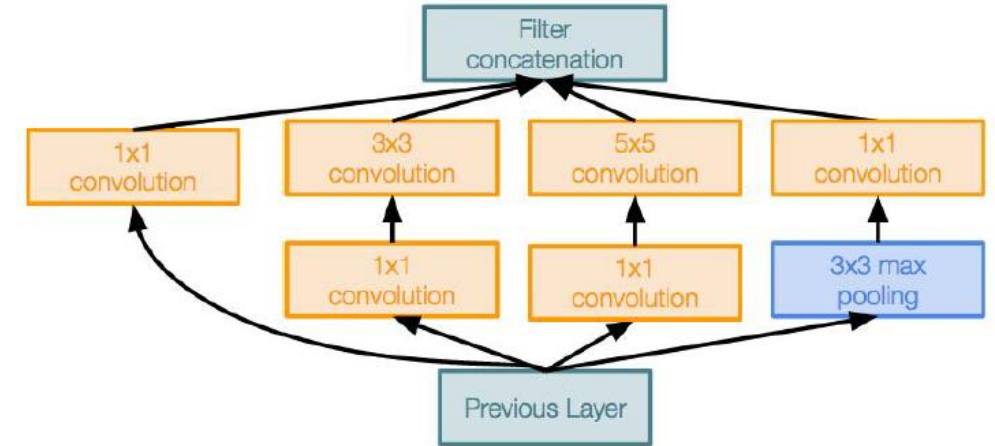 Filter
concatenation
1x1
convolution
3x3
convolution
5x5
convolution
1x1
convolution
1x1
convolution
1x1
convolution
3x3 max
pooling
Previous Layer